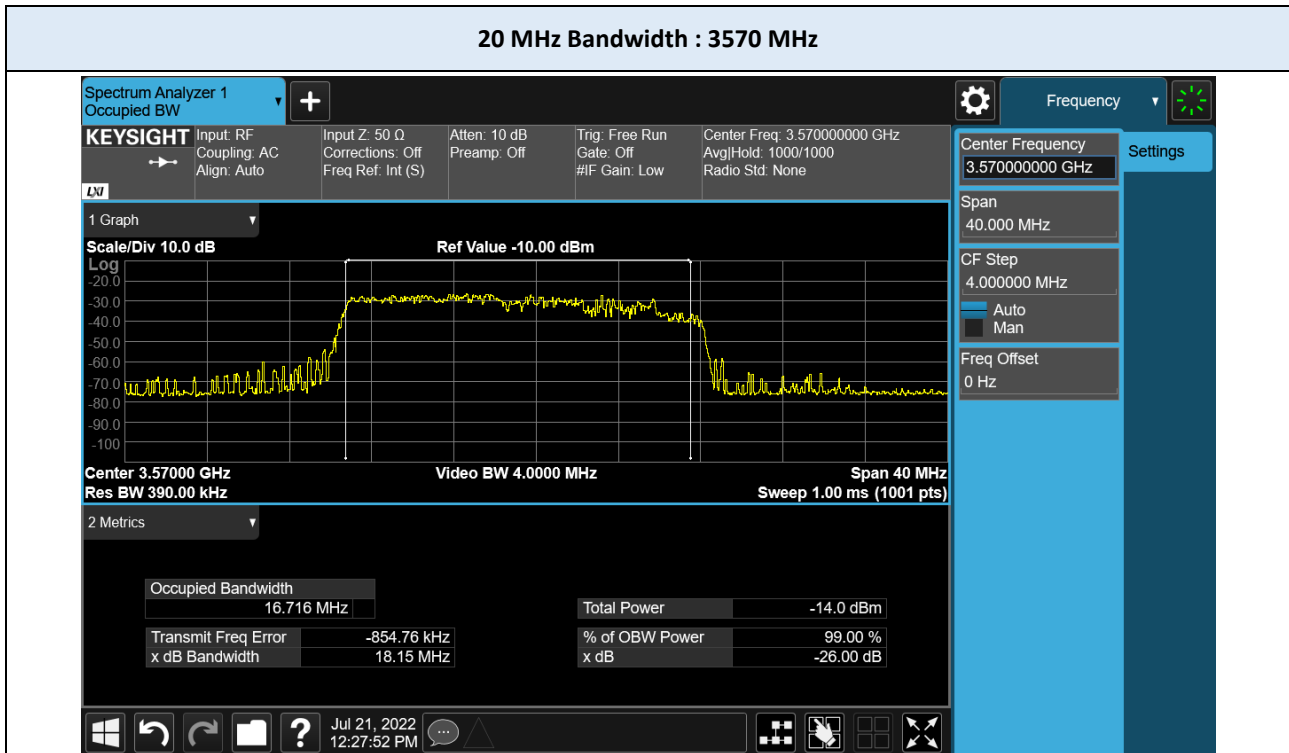 20 MHz Bandwidth : 3570 MHz
Spectrum Analyzer 1
Occupied BW
+
Frequency
KEYSIGHT
LXI
Input: RF
Coupling: AC
Align: Auto
Input Z: 50 Ω
Corrections: Off
Freq Ref: Int (S)
Atten: 10 dB
Preamp: Off
Trig: Free Run
Gate: Off
#IF Gain: Low
Center Freq: 3.570000000 GHz
Avg|Hold: 1000/1000
Radio Std: None
Center Frequency
3.570000000 GHz
Settings
Span
40.000 MHz
CF Step
4.000000 MHz
Auto
Man
Freq Offset
0 Hz
1 Graph
Scale/Div 10.0 dB
Ref Value -10.00 dBm
Log
-20.0
-30.0
-40.0
-50.0
-60.0
-70.0
-80.0
-90.0
-100
Center 3.57000 GHz
Video BW 4.0000 MHz
Span 40 MHz
Res BW 390.00 kHz
Sweep 1.00 ms (1001 pts)
2 Metrics
Occupied Bandwidth
16.716 MHz
Total Power -14.0 dBm
Transmit Freq Error -854.76 kHz
% of OBW Power 99.00 %
x dB Bandwidth 18.15 MHz
x dB -26.00 dB
?
Jul 21, 2022
12:27:52 PM